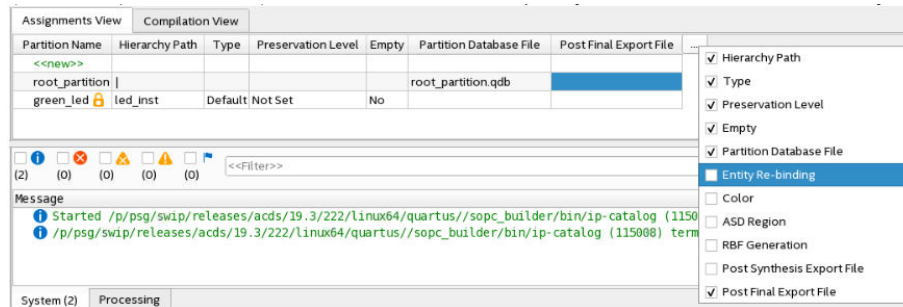 Assignments View Compilation View
Partition Name Hierarchy Path Type Preservation Level Empty Partition Database File Post Final Export File ...
<<new>>
root_partition | root_partition.qdb
green_led led_inst Default Not Set No
Hierarchy Path
Type
Preservation Level
Empty
Partition Database File
Entity Re-binding
Color
ASD Region
RBF Generation
Post Synthesis Export File
Post Final Export File
<<Filter>>
(2) (0) (0) (0) (0)
Message
Started /p/psg/swip/releases/acds/19.3/222/linux64/quartus//sopc_builder/bin/ip-catalog (1150
/p/psg/swip/releases/acds/19.3/222/linux64/quartus//sopc_builder/bin/ip-catalog (115008) term
System (2) Processing